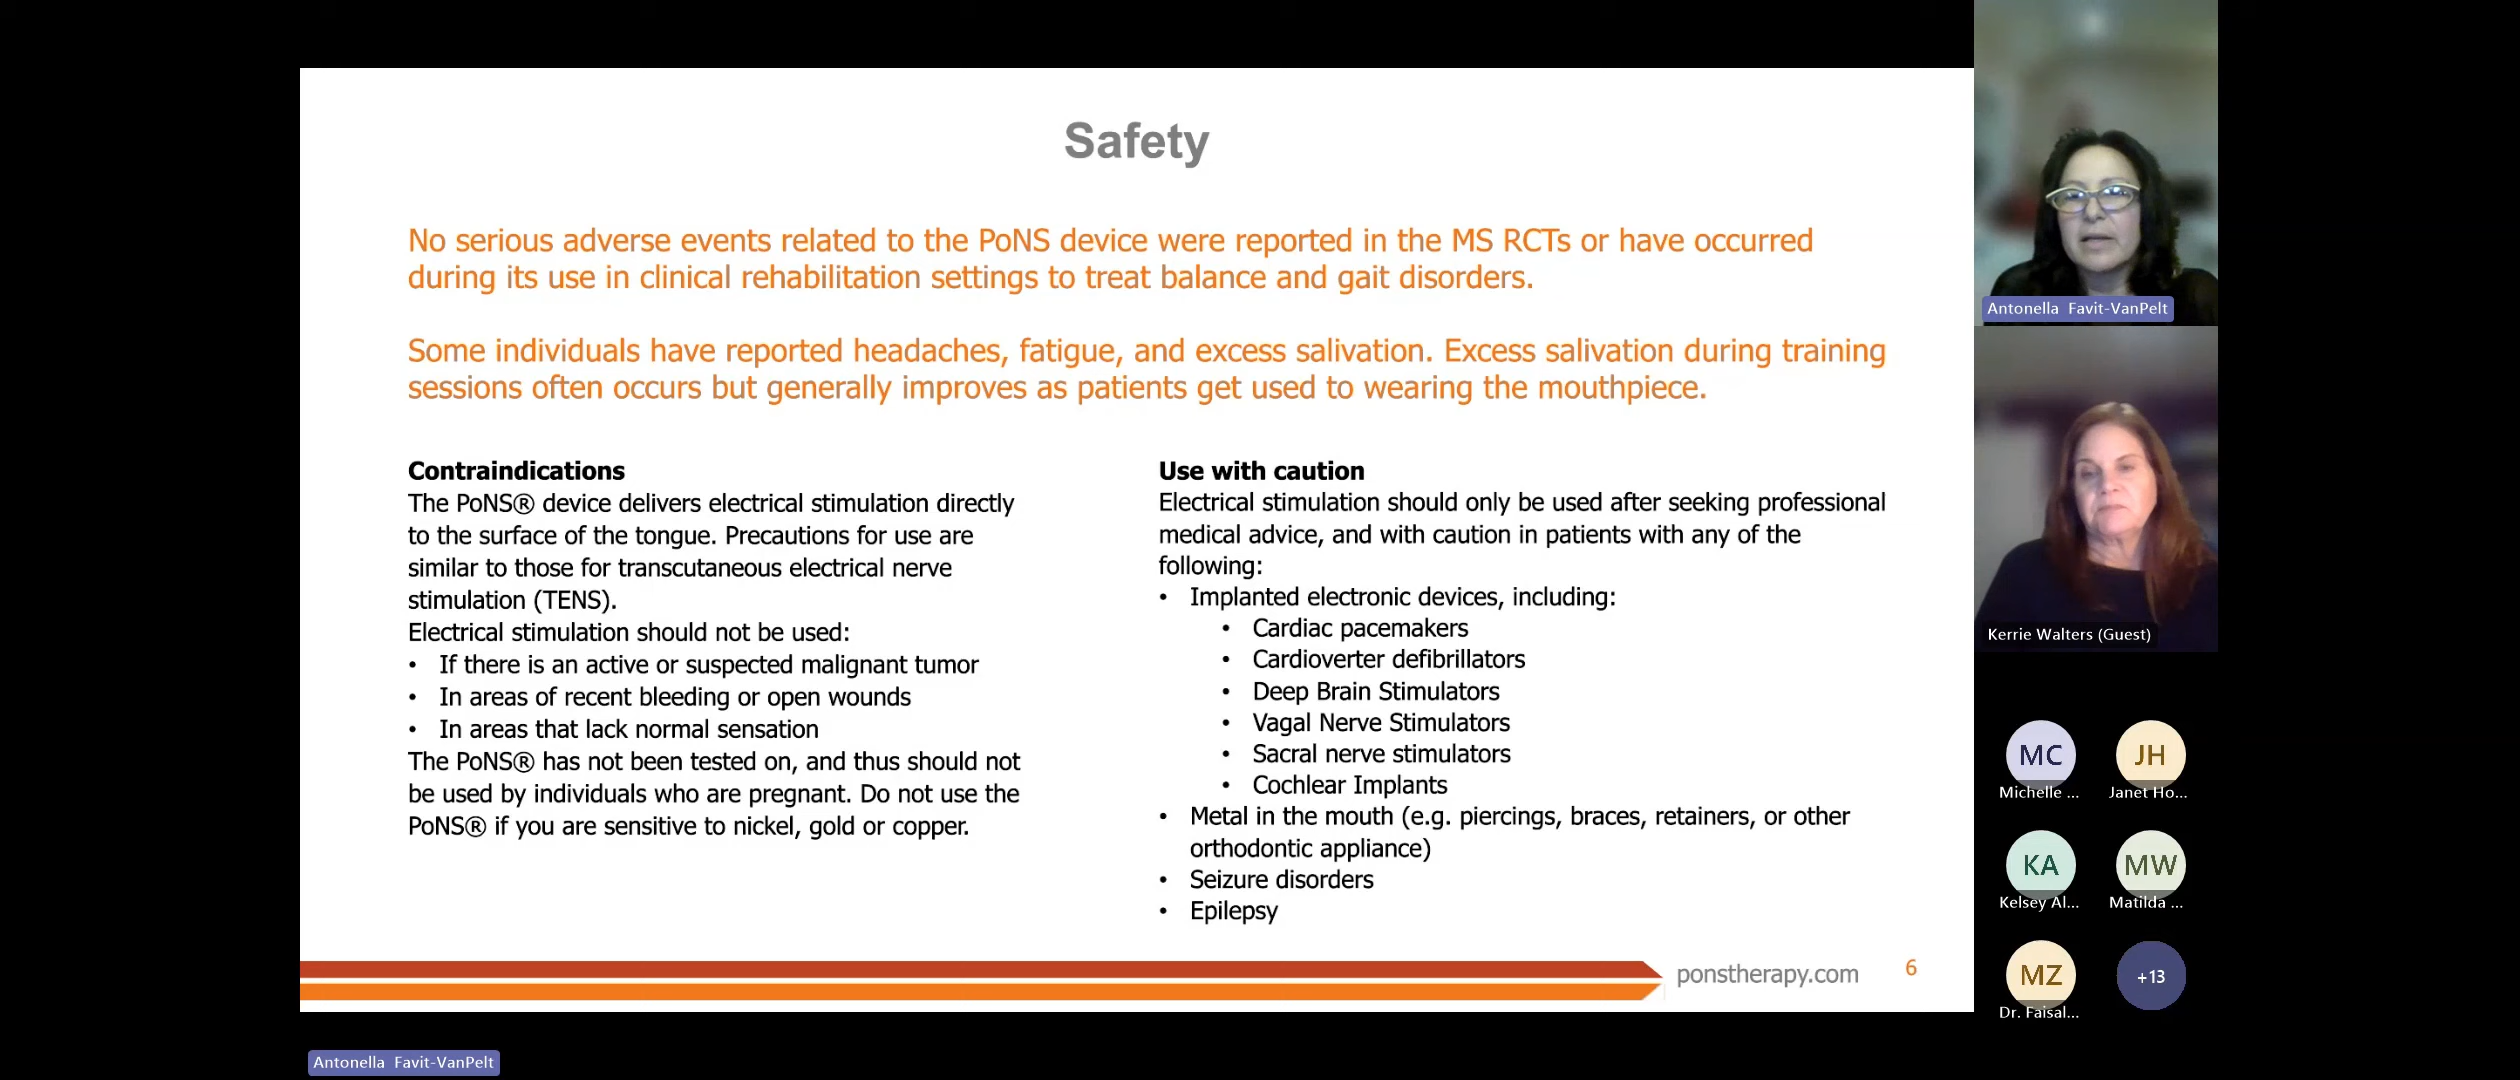 Safety
No serious adverse events related to the PoNS device were reported in the MS RCTs or have occurred
during its use in clinical rehabilitation settings to treat balance and gait disorders.
Some individuals have reported headaches, fatigue, and excess salivation. Excess salivation during training
sessions often occurs but generally improves as patients get used to wearing the mouthpiece.
Contraindications
The PoNS® device delivers electrical stimulation directly
to the surface of the tongue. Precautions for use are
similar to those for transcutaneous electrical nerve
stimulation (TENS).
Electrical stimulation should not be used:
• If there is an active or suspected malignant tumor
• In areas of recent bleeding or open wounds
• In areas that lack normal sensation
The PoNS® has not been tested on, and thus should not
be used by individuals who are pregnant. Do not use the
PoNS® if you are sensitive to nickel, gold or copper.
Use with caution
Electrical stimulation should only be used after seeking professional
medical advice, and with caution in patients with any of the
following:
• Implanted electronic devices, including:
• Cardiac pacemakers
• Cardioverter defibrillators
• Deep Brain Stimulators
• Vagal Nerve Stimulators
• Sacral nerve stimulators
• Cochlear Implants
• Metal in the mouth (e.g. piercings, braces, retainers, or other
orthodontic appliance)
• Seizure disorders
• Epilepsy
ponstherapy.com
6
Antonella Favit-VanPelt
Kerrie Walters (Guest)
MC
JH
Michelle ...
Janet Ho...
KA
MW
Kelsey Al...
Matilda ...
MZ
+13
Dr. Faisal...
Antonella Favit-VanPelt